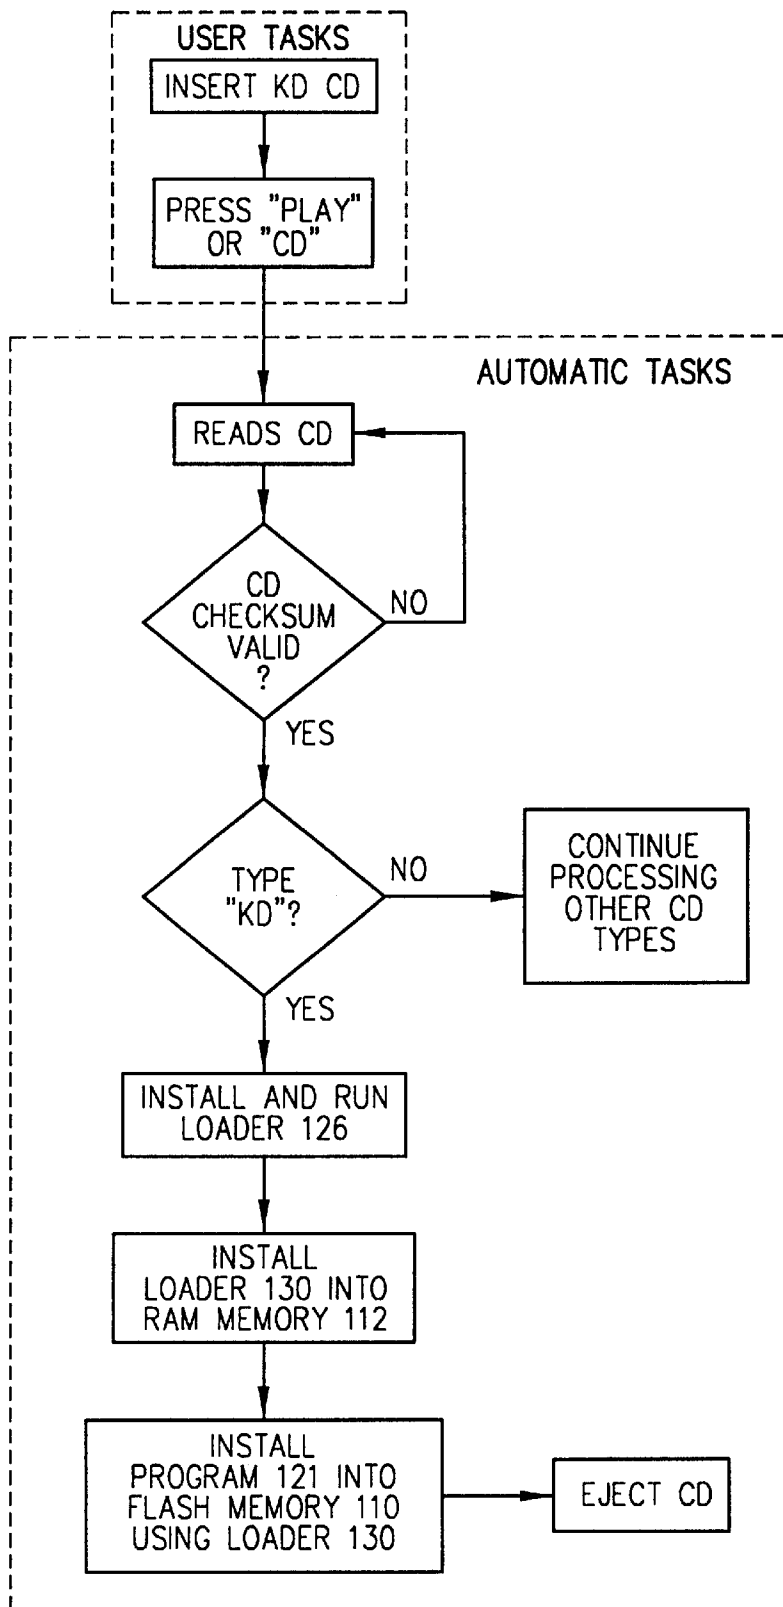 USER TASKS
INSERT KD CD
PRESS "PLAY"
OR "CD"
AUTOMATIC TASKS
READS CD
CD
CHECKSUM
VALID
?
NO
YES
TYPE
"KD"?
NO
YES
CONTINUE
PROCESSING
OTHER CD
TYPES
INSTALL AND RUN
LOADER 126
INSTALL
LOADER 130 INTO
RAM MEMORY 112
INSTALL
PROGRAM 121 INTO
FLASH MEMORY 110
USING LOADER 130
EJECT CD